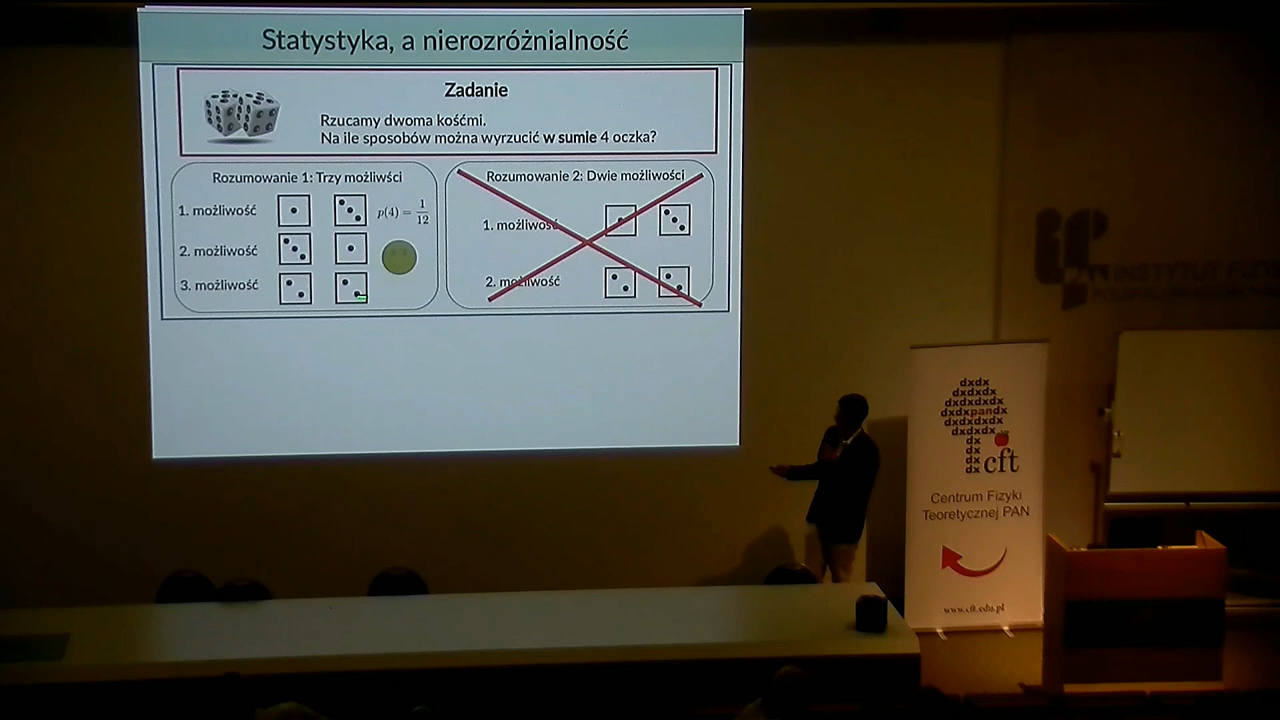 Statystyka, a nierozróżnialność
Zadanie
Rzucamy dwoma kośćmi.
Na ile sposobów można wyrzucić w sumie 4 oczka?
Rozumowanie 1: Trzy możliwści
1. możliwość
p(4) = 1/12
2. możliwość
3. możliwość
Rozumowanie 2: Dwie możliwości
1. możliwość
2. możliwość
INSTYTUT
dxdx
dxdxdx
dxdxdxdx
dxdxpandx
dxdxdxdx
dxdxdx
dx
dx
dx
dx cft
Centrum Fizyki
Teoretycznej PAN
www.cft.edu.pl